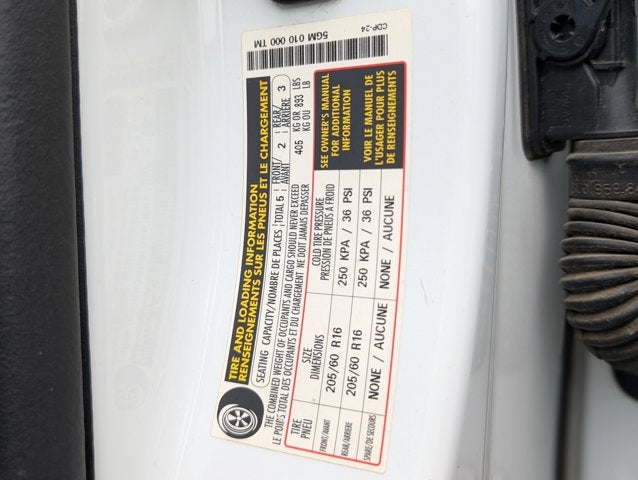 CDP-24
5GM 010 000 TM
TIRE AND LOADING INFORMATION
RENSEIGNEMENTS SUR LES PNEUS ET LE CHARGEMENT
SEATING CAPACITY/NOMBRE DE PLACES TOTAL 5 FRONT/AVANT 2 REAR/ARRIÈRE 3
THE COMBINED WEIGHT OF OCCUPANTS AND CARGO SHOULD NEVER EXCEED 405 KG OR 893 LBS
LE POIDS TOTAL DES OCCUPANTS ET DU CHARGEMENT NE DOIT JAMAIS DÉPASSER KG OU LB
TIRE PNEU
SIZE DIMENSIONS
COLD TIRE PRESSURE
PRESSION DE PNEUS À FROID
FRONT/AVANT 205/60 R16 250 KPA / 36 PSI
REAR/ARRIÈRE 205/60 R16 250 KPA / 36 PSI
SPARE/DE SECOURS NONE / AUCUNE NONE / AUCUNE
SEE OWNER'S MANUAL
FOR ADDITIONAL
INFORMATION
VOIR LE MANUEL DE
L'USAGER POUR PLUS
DE RENSEIGNEMENTS